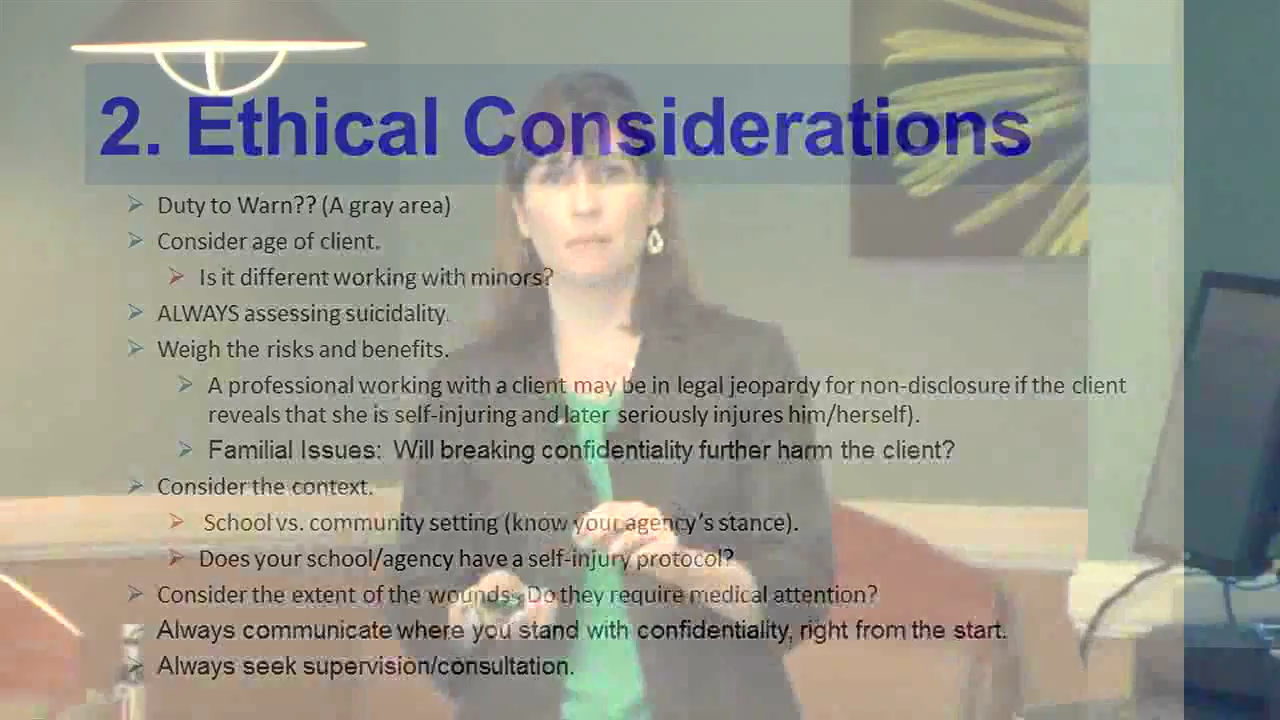 2. Ethical Considerations
Duty to Warn?? (A gray area)
Consider age of client.
Is it different working with minors?
ALWAYS assessing suicidality.
Weigh the risks and benefits.
A professional working with a client may be in legal jeopardy for non-disclosure if the client
reveals that she is self-injuring and later seriously injures him/herself).
Familial Issues: Will breaking confidentiality further harm the client?
Consider the context.
School vs. community setting (know your agency's stance).
Does your school/agency have a self-injury protocol?
Consider the extent of the wounds. Do they require medical attention?
Always communicate where you stand with confidentiality, right from the start.
Always seek supervision/consultation.